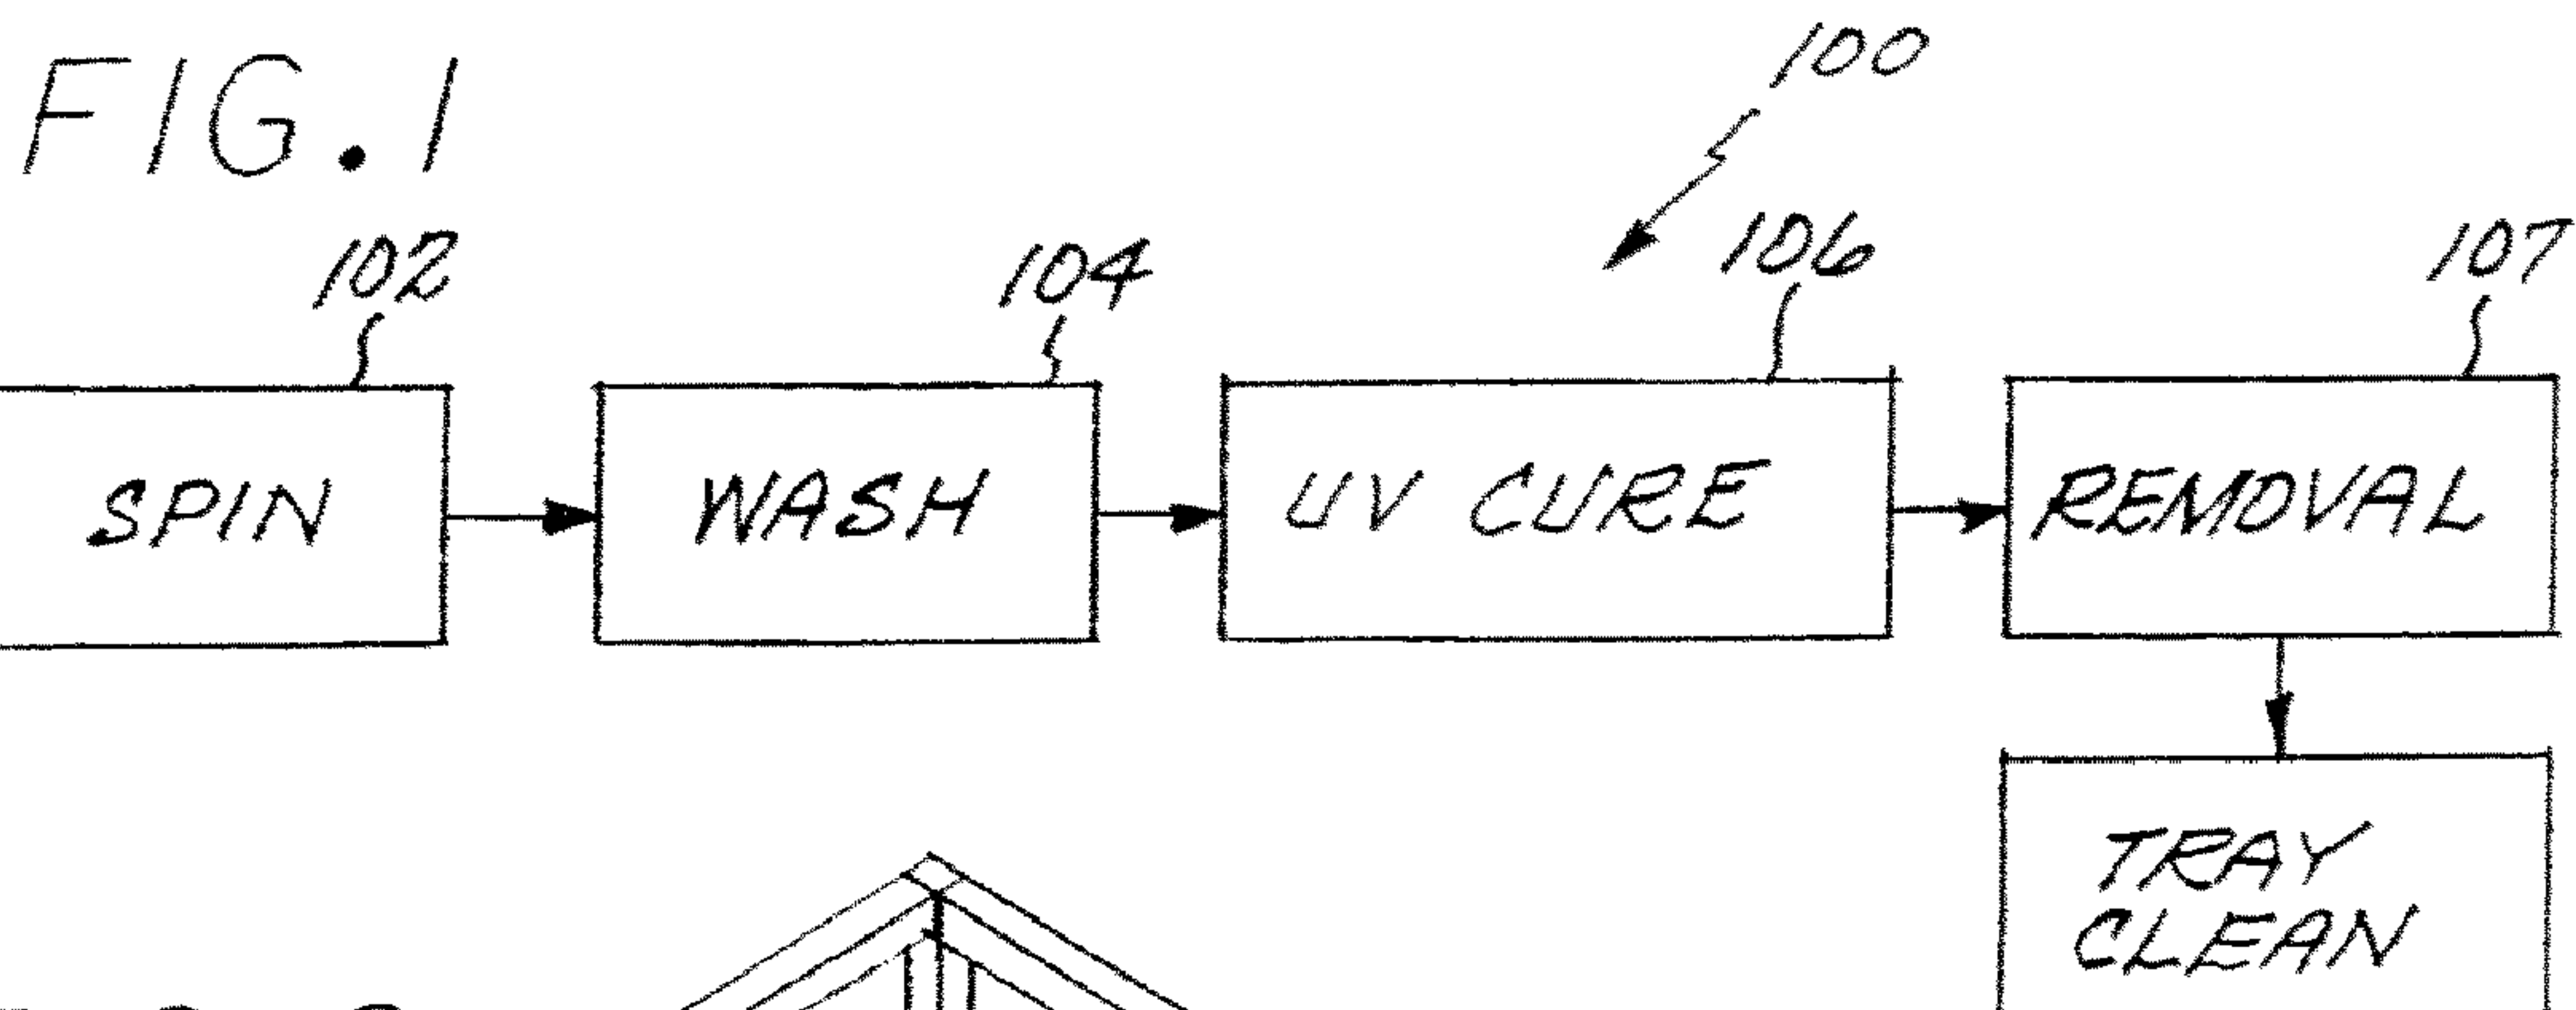 FIG. 1
100
102
104
106
107
SPIN
WASH
UV CURE
REMOVAL
TRAY
CLEAN